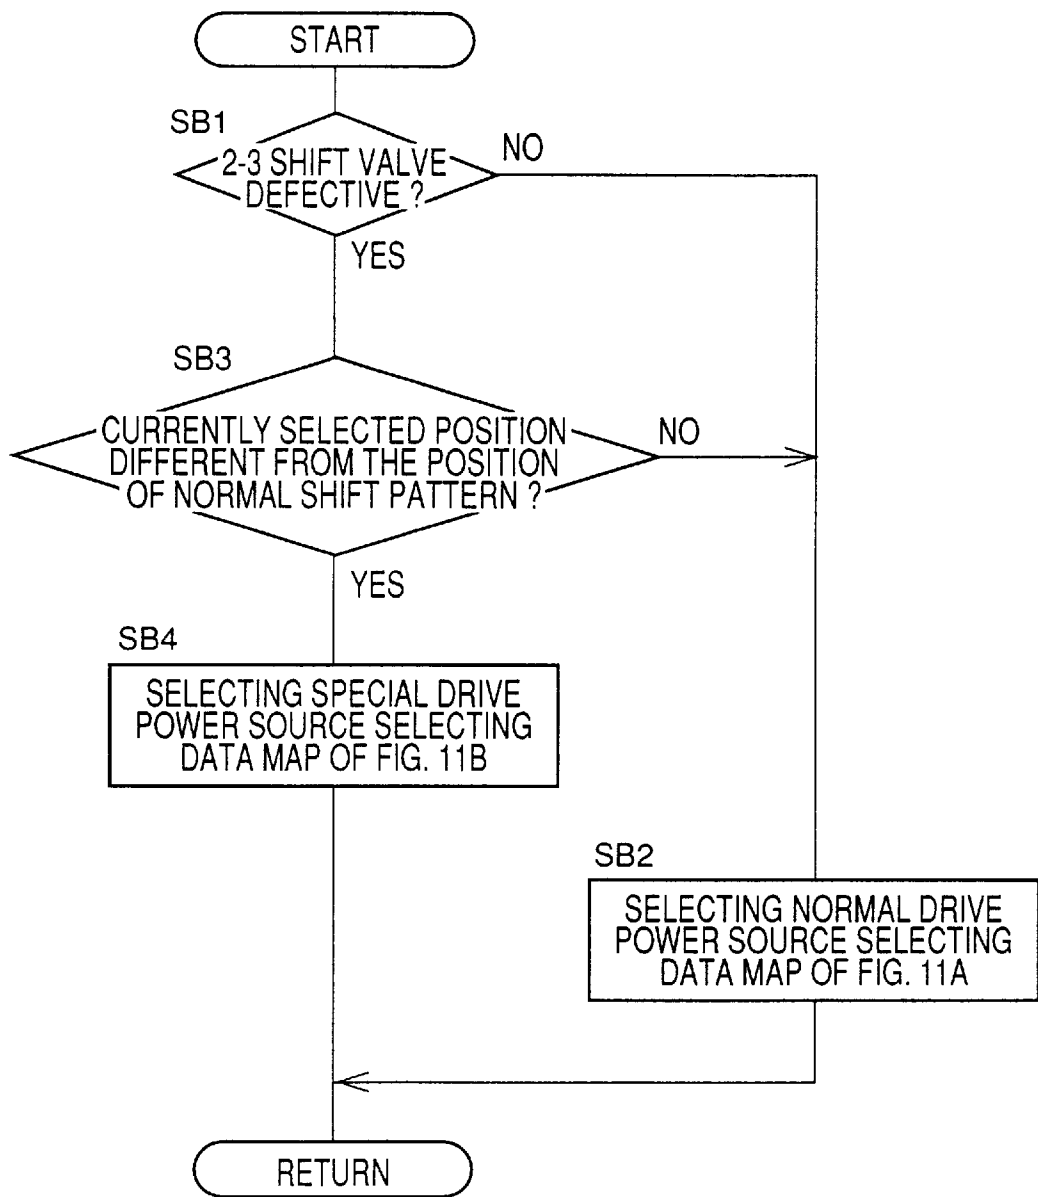 START
SB1
2-3 SHIFT VALVE
DEFECTIVE ?
NO
YES
SB3
CURRENTLY SELECTED POSITION
DIFFERENT FROM THE POSITION
OF NORMAL SHIFT PATTERN ?
NO
YES
SB4
SELECTING SPECIAL DRIVE
POWER SOURCE SELECTING
DATA MAP OF FIG. 11B
SB2
SELECTING NORMAL DRIVE
POWER SOURCE SELECTING
DATA MAP OF FIG. 11A
RETURN